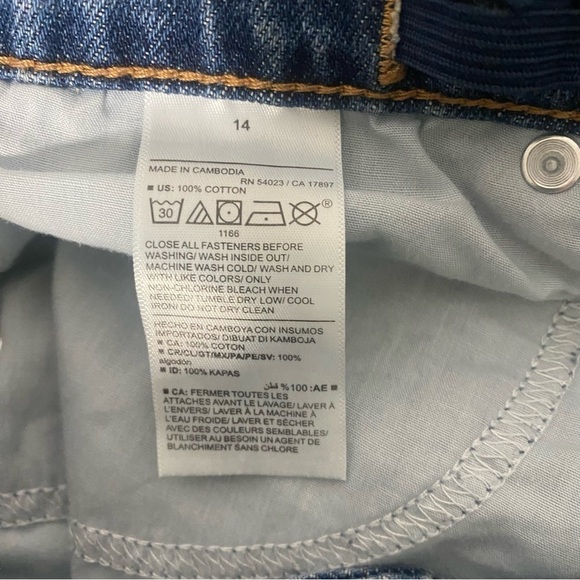 14
MADE IN CAMBODIA
RN 54023 / CA 17897
■ US: 100% COTTON
30
®
1166
CLOSE ALL FASTENERS BEFORE
WASHING/ WASH INSIDE OUT/
MACHINE WASH COLD/ WASH AND DRY
WITH LIKE COLORS/ ONLY
NON-CHLORINE BLEACH WHEN
NEEDED/ TUMBLE DRY LOW/ COOL
IRON/ DO NOT DRY CLEAN
HECHO EN CAMBOYA CON INSUMOS
IMPORTADOS/ DIBUAT DI KAMBOJA
■ CA: 100% COTON
■ CR/CL/GT/MX/PA/PE/SV: 100%
algodón
■ ID: 100% KAPAS
■ AE: 100% قطن
■ CA: FERMER TOUTES LES
ATTACHES AVANT LE LAVAGE/ LAVER À
L'ENVERS/ LAVER À LA MACHINE À
L'EAU FROIDE/ LAVER ET SÉCHER
AVEC DES COULEURS SEMBLABLES/
UTILISER AU BESOIN UN AGENT DE
BLANCHIMENT SANS CHLORE